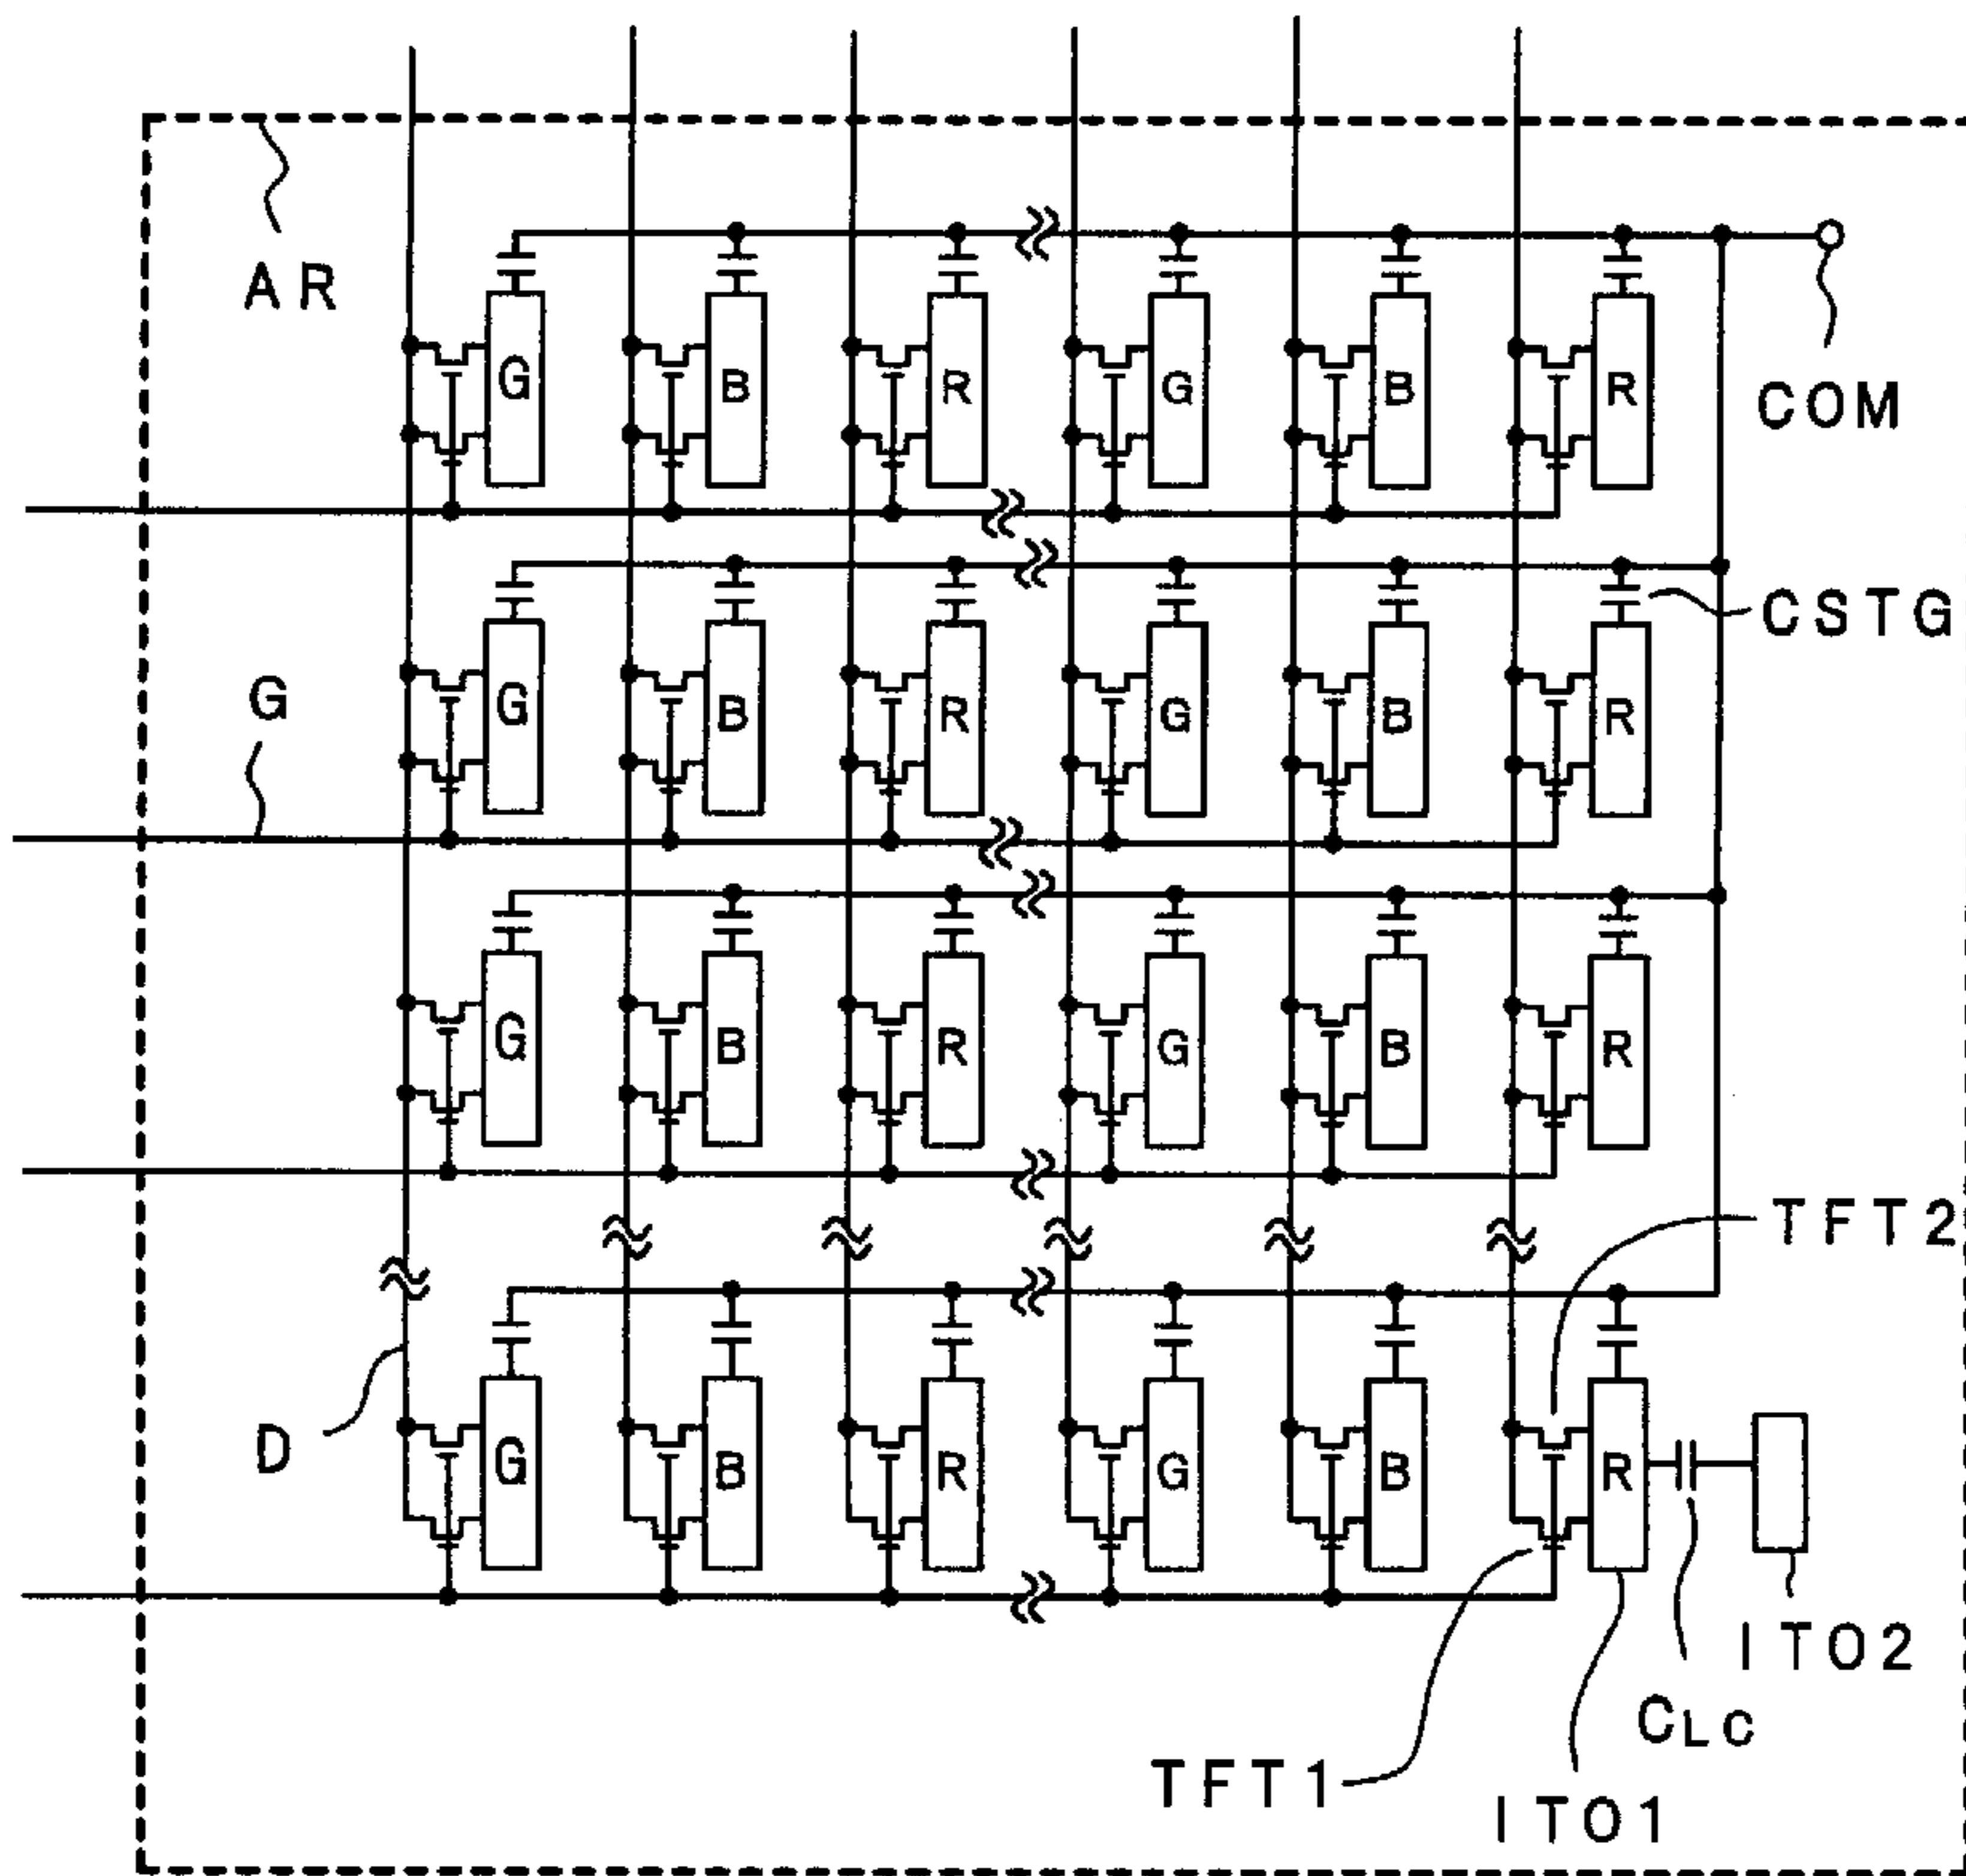 AR
G B R G B R
COM
G B R G B R
CSTG
G
G B R G B R
TFT2
G B R G B R
D
ITO2
CLC
TFT1
ITO1